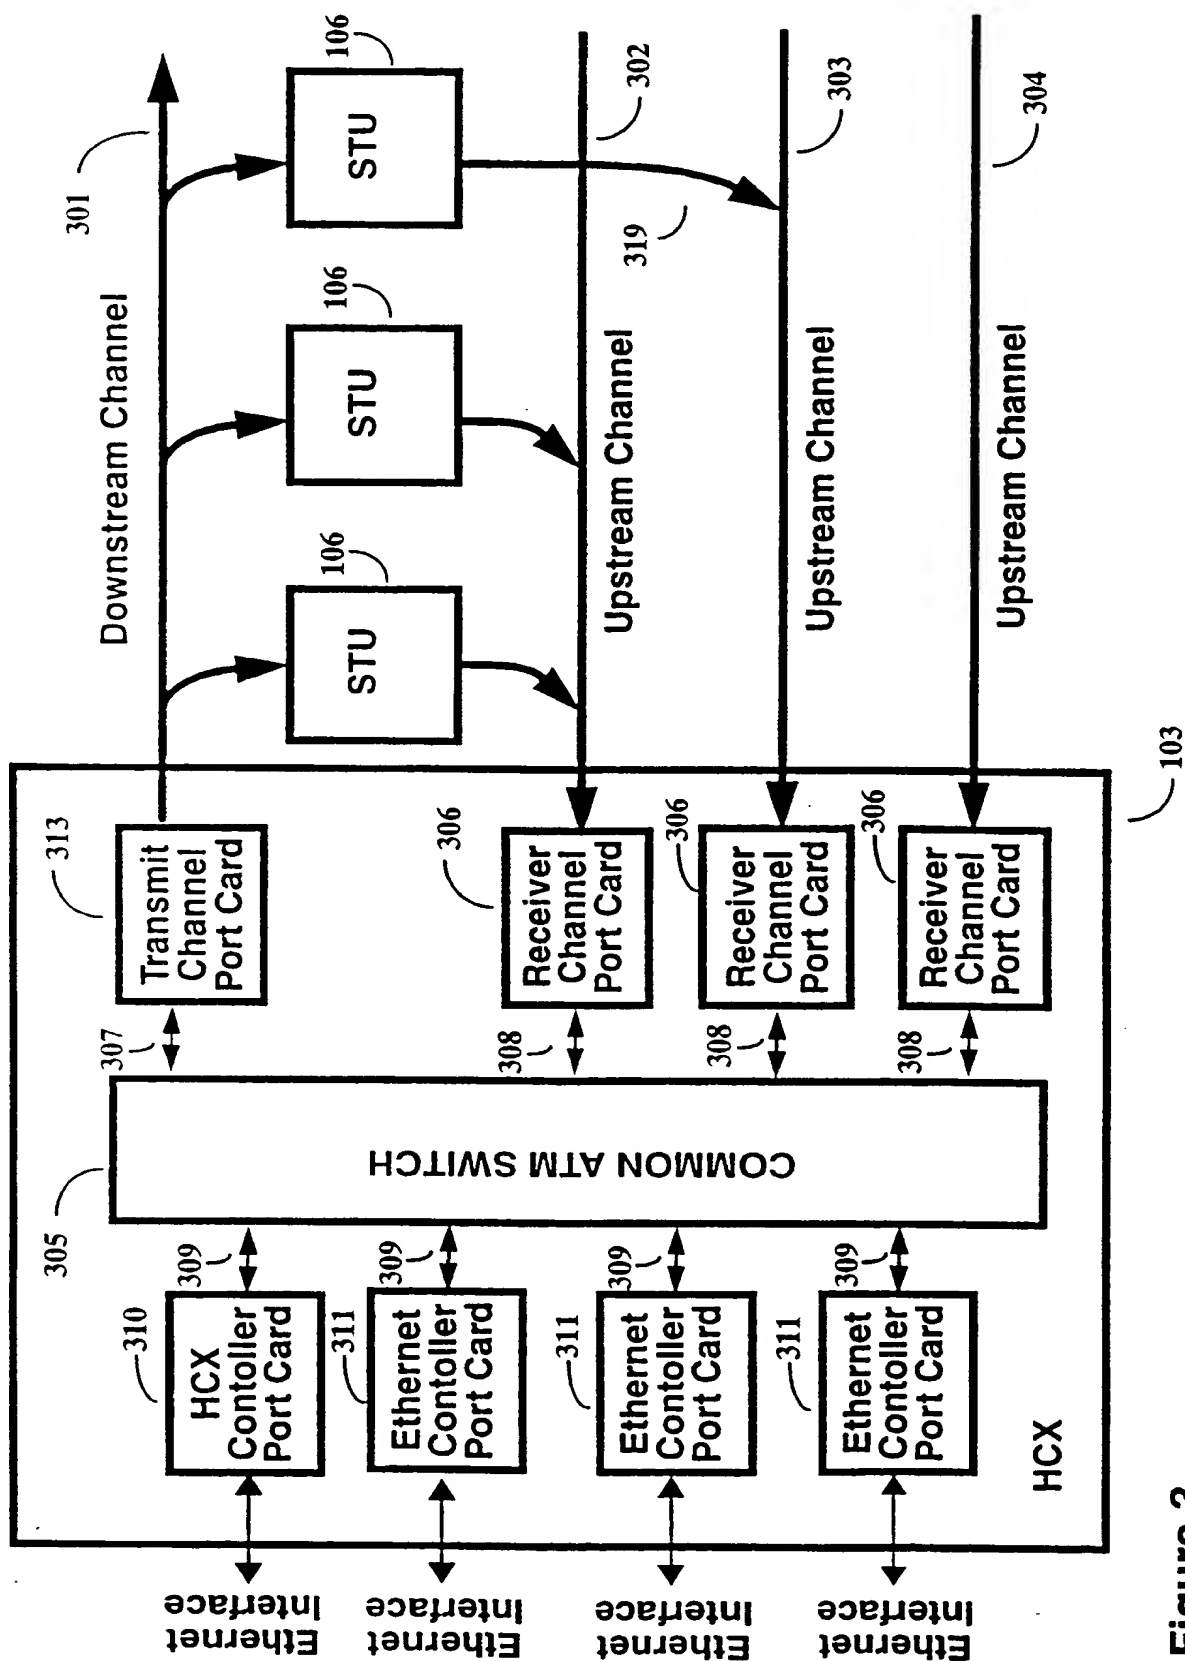 Downstream Channel
301
106
106
106
STU
STU
STU
302
319
303
304
Upstream Channel
Upstream Channel
Upstream Channel
313
Transmit
Channel
Port Card
306
Receiver
Channel
Port Card
306
Receiver
Channel
Port Card
306
Receiver
Channel
Port Card
103
307
308
308
308
305
COMMON ATM SWITCH
309
309
309
309
310
HCX
Contoller
Port Card
311
Ethernet
Contoller
Port Card
311
Ethernet
Contoller
Port Card
311
Ethernet
Contoller
Port Card
HCX
Ethernet
Interface
Ethernet
Interface
Ethernet
Interface
Ethernet
Interface
Figure 3